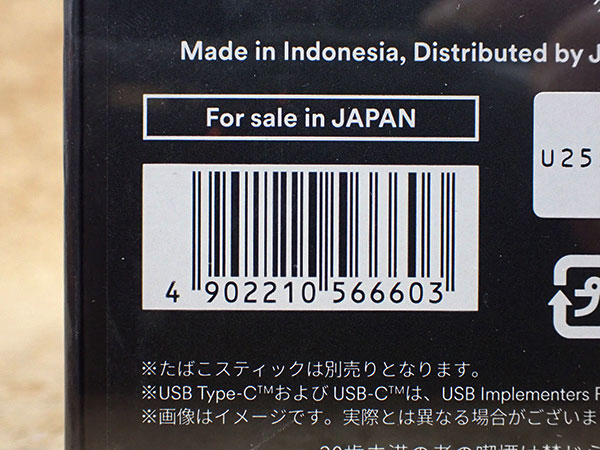 Made in Indonesia, Distributed by J
For sale in JAPAN
U25
4 902210 566603
プ
※たばこスティックは別売りとなります。
※USB Type-C™および USB-C™は、USB Implementers F
※画像はイメージです。実際とは異なる場合がございま